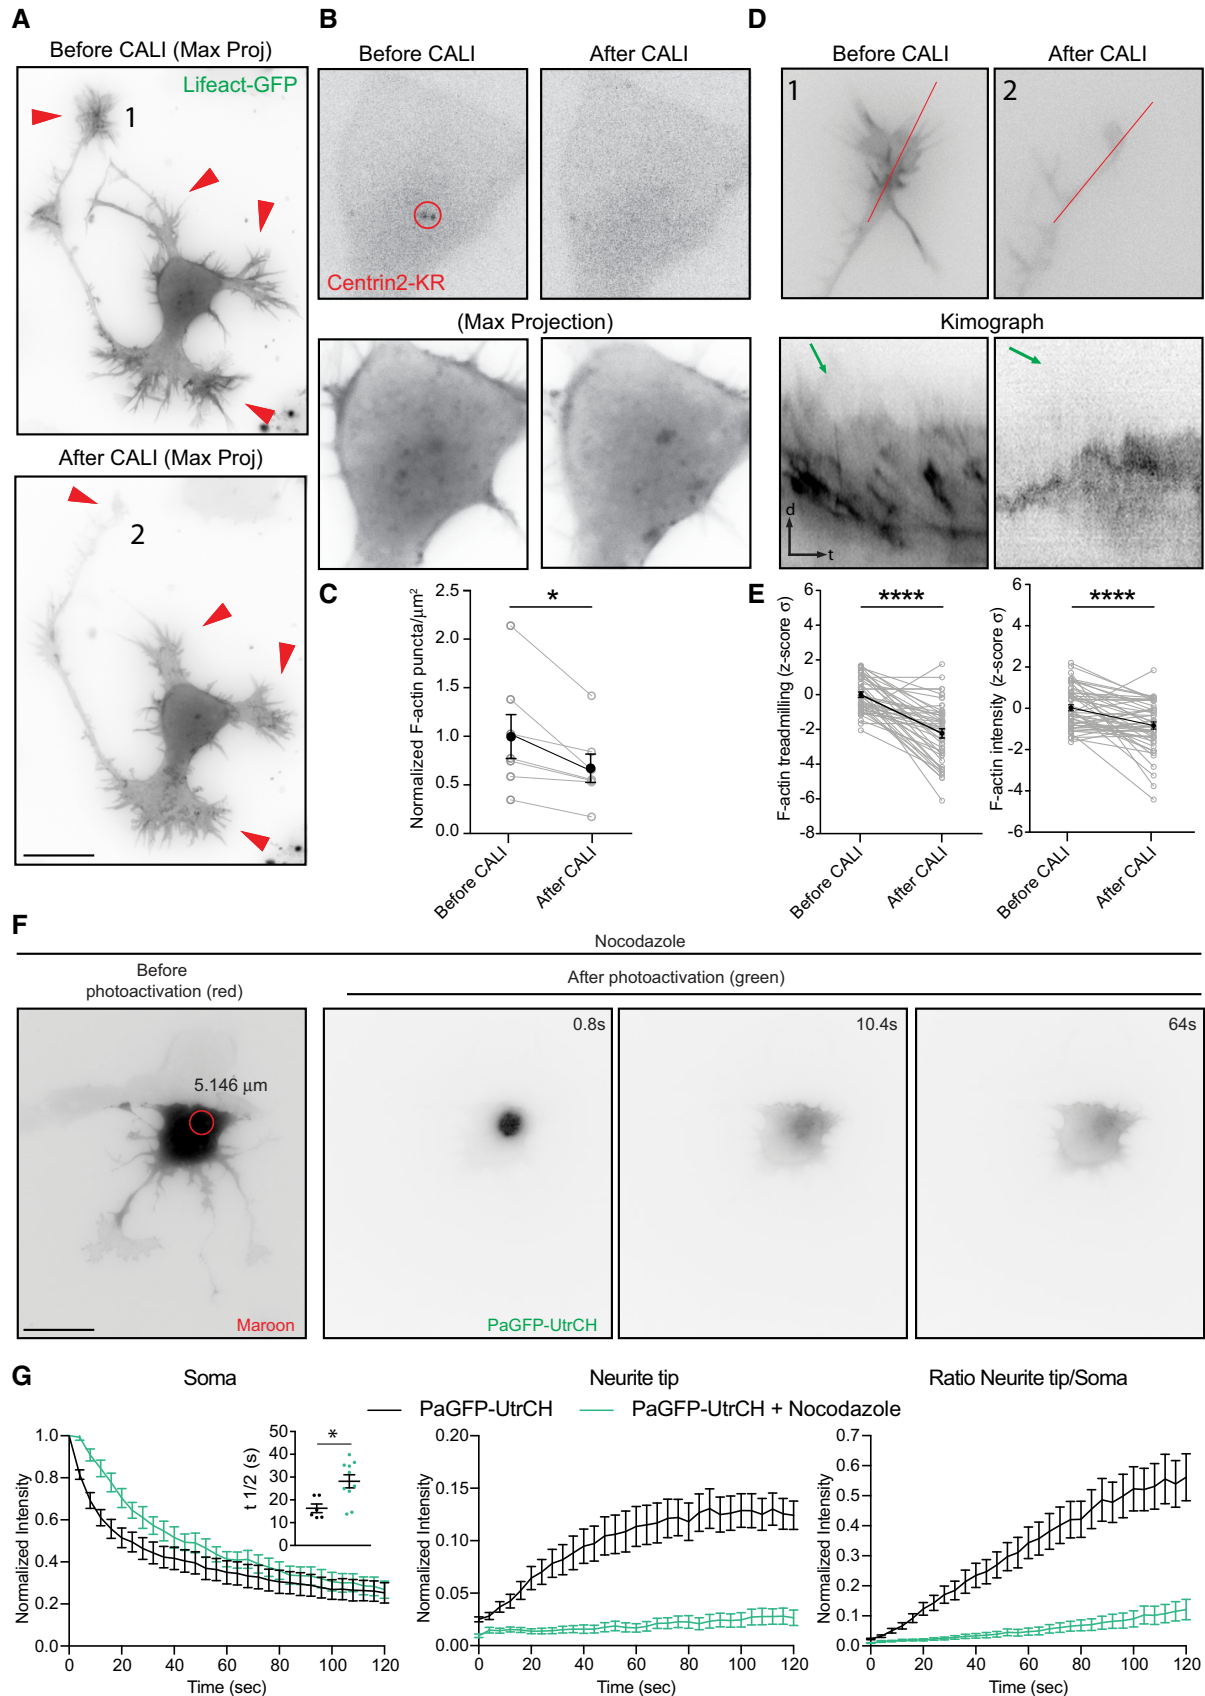 A
Before CALI (Max Proj)
Lifeact-GFP
1
After CALI (Max Proj)
2
B
Before CALI
After CALI
Centrin2-KR
(Max Projection)
C
Normalized F-actin puncta/µm²
2.5
2.0
1.5
1.0
0.5
0.0
*
Before CALI
After CALI
D
Before CALI
After CALI
1
2
Kimograph
d
t
E
F-actin treadmilling (z-score σ)
6
4
2
0
-2
-4
-6
-8
****
Before CALI
After CALI
F-actin intensity (z-score σ)
6
4
2
0
-2
-4
-6
****
Before CALI
After CALI
F
Nocodazole
Before
photoactivation (red)
After photoactivation (green)
5.146 µm
Maroon
0.8s
PaGFP-UtrCH
10.4s
64s
G
Soma
Neurite tip
Ratio Neurite tip/Soma
PaGFP-UtrCH
PaGFP-UtrCH + Nocodazole
Normalized Intensity
1.0
0.8
0.6
0.4
0.2
0.0
0 20 40 60 80 100 120
Time (sec)
t 1/2 (s)
50
40
30
20
10
0
*
Normalized Intensity
0.20
0.15
0.10
0.05
0.00
0 20 40 60 80 100 120
Time (sec)
Normalized Intensity
0.7
0.6
0.5
0.4
0.3
0.2
0.1
0.0
0 20 40 60 80 100 120
Time (sec)